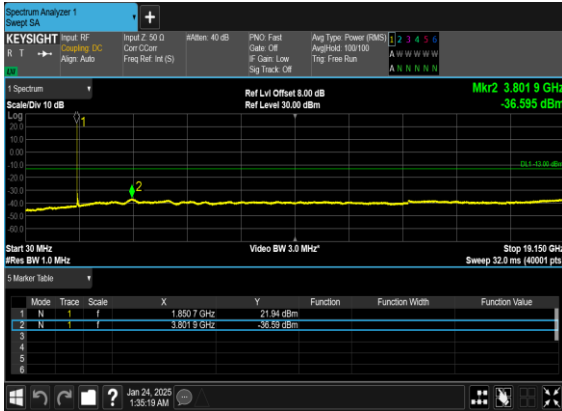 Spectrum Analyzer 1
Swept SA
KEYSIGHT Input: RF Input Z: 50 Ω #Atten: 40 dB PNO: Fast Avg Type: Power (RMS) 1 2 3 4 5 6
R T Coupling: DC Corr CCorr Gate: Off Avg|Hold: 100/100 A W W W W W
Align: Auto Freq Ref: Int (S) IF Gain: Low Trig: Free Run
Sig Track: Off A N N N N N
1 Spectrum Ref Lvl Offset 8.00 dB Mkr2 3.801 9 GHz
Scale/Div 10 dB Ref Level 30.00 dBm -36.595 dBm
Log
20.0
10.0
0.00
-10.0
-20.0
-30.0
-40.0
-50.0
-60.0
1
DL1 -13.00 dBm
2
Start 30 MHz Video BW 3.0 MHz* Stop 19.150 GHz
#Res BW 1.0 MHz Sweep 32.0 ms (40001 pts)
5 Marker Table
Mode Trace Scale X Y Function Function Width Function Value
1 N 1 f 1.850 7 GHz 21.94 dBm
2 N 1 f 3.801 9 GHz -36.59 dBm
3
4
5
6
Jan 24, 2025
1:35:19 AM